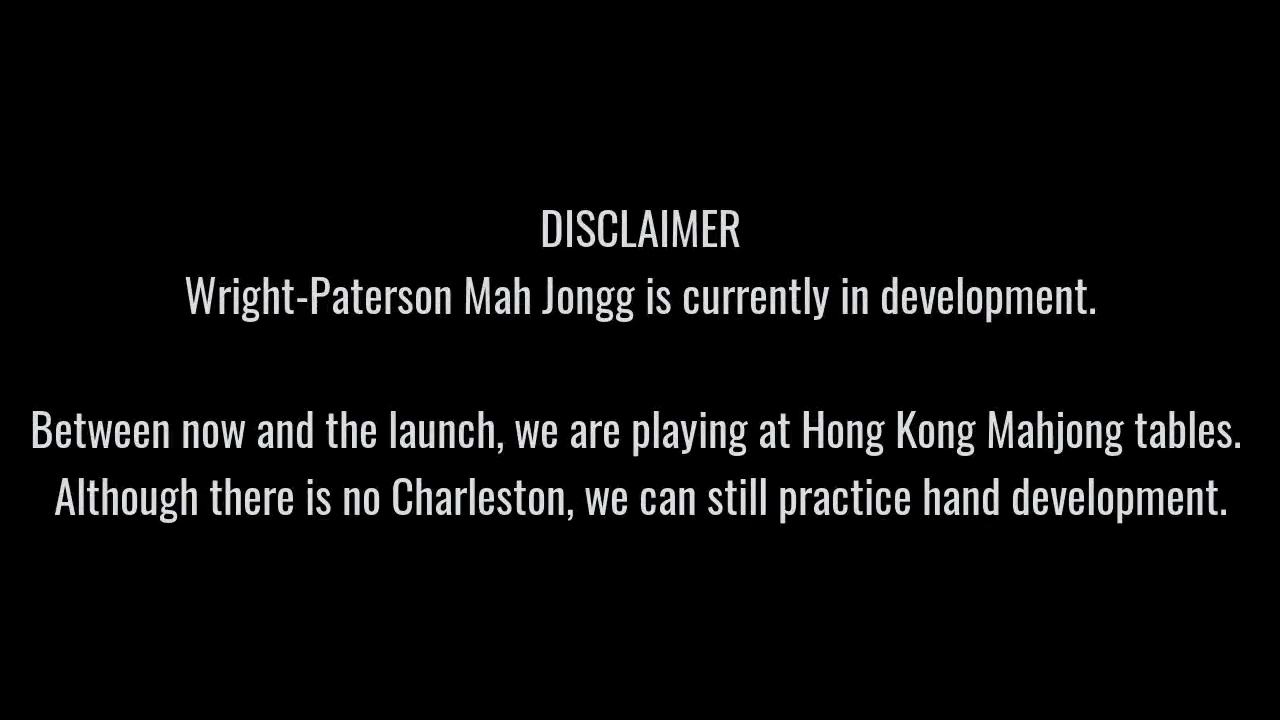 DISCLAIMER
Wright-Paterson Mah Jongg is currently in development.
Between now and the launch, we are playing at Hong Kong Mahjong tables.
Although there is no Charleston, we can still practice hand development.